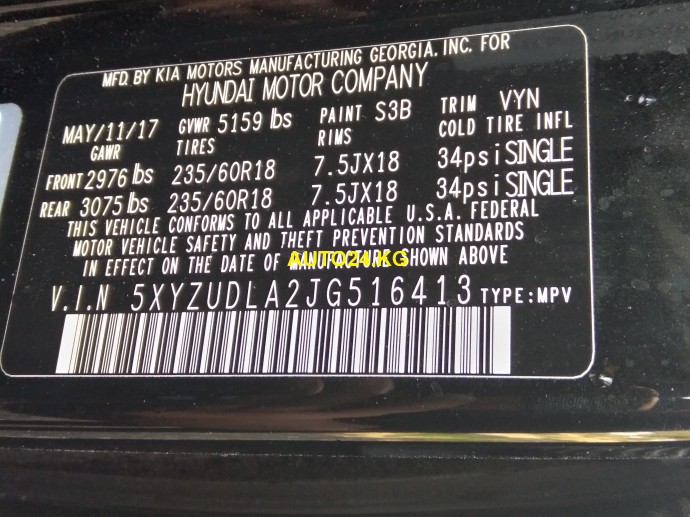 MFD. BY KIA MOTORS MANUFACTURING GEORGIA. INC. FOR
HYUNDAI MOTOR COMPANY
MAY/11/17 GVWR 5159 lbs PAINT S3B TRIM VYN
GAWR TIRES RIMS COLD TIRE INFL
FRONT 2976 lbs 235/60R18 7.5JX18 34psi SINGLE
REAR 3075 lbs 235/60R18 7.5JX18 34psi SINGLE
THIS VEHICLE CONFORMS TO ALL APPLICABLE U.S.A. FEDERAL
MOTOR VEHICLE SAFETY AND THEFT PREVENTION STANDARDS
IN EFFECT ON THE DATE OF MANUFACTURE SHOWN ABOVE
AUTO24.KG
V.I.N 5XYZUDLA2JG516413 TYPE:MPV